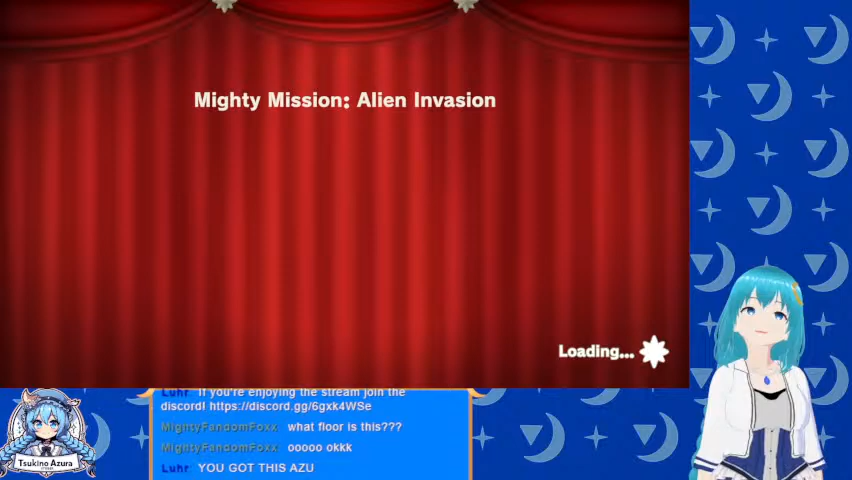 Mighty Mission: Alien Invasion
Loading...
Luhr: If you're enjoying the stream join the
discord! https://discord.gg/6gxk4WSe
MightyFandomFoxx what floor is this???
MightyFandomFoxx ooooo okkk
Luhr: YOU GOT THIS AZU
Tsukino Azura